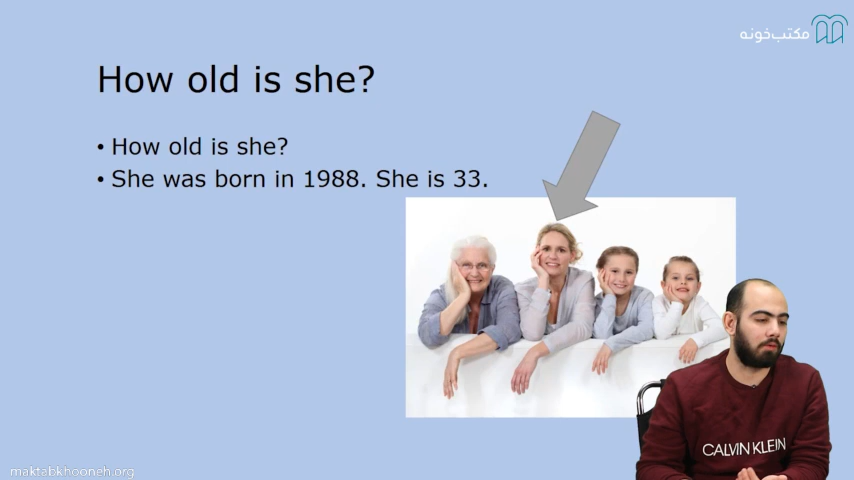 مکتب‌خونه
How old is she?
• How old is she?
• She was born in 1988. She is 33.
CALVIN KLEIN
maktabkhooneh.org